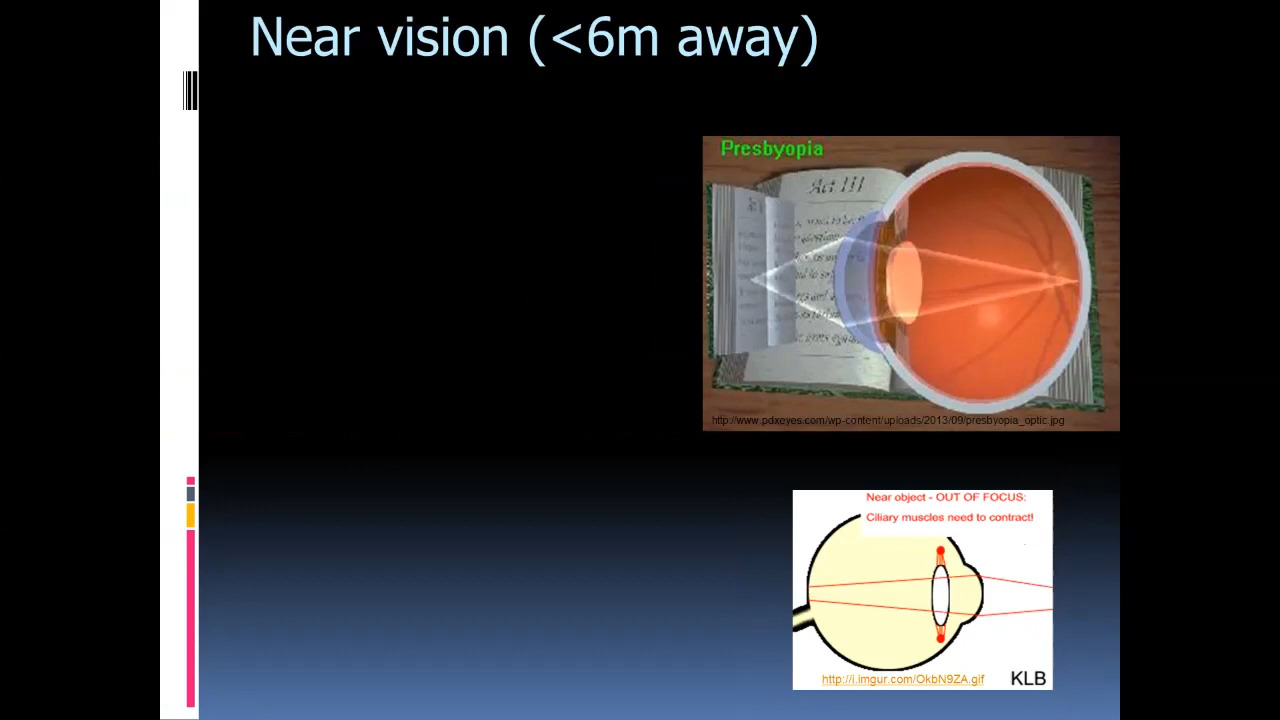 Near vision (<6m away)
Presbyopia
Act III
http://www.pdxeyes.com/wp-content/uploads/2013/09/presbyopia_optic.jpg
Near object - OUT OF FOCUS:
Ciliary muscles need to contract!
http://i.imgur.com/OkbN9ZA.gif
KLB